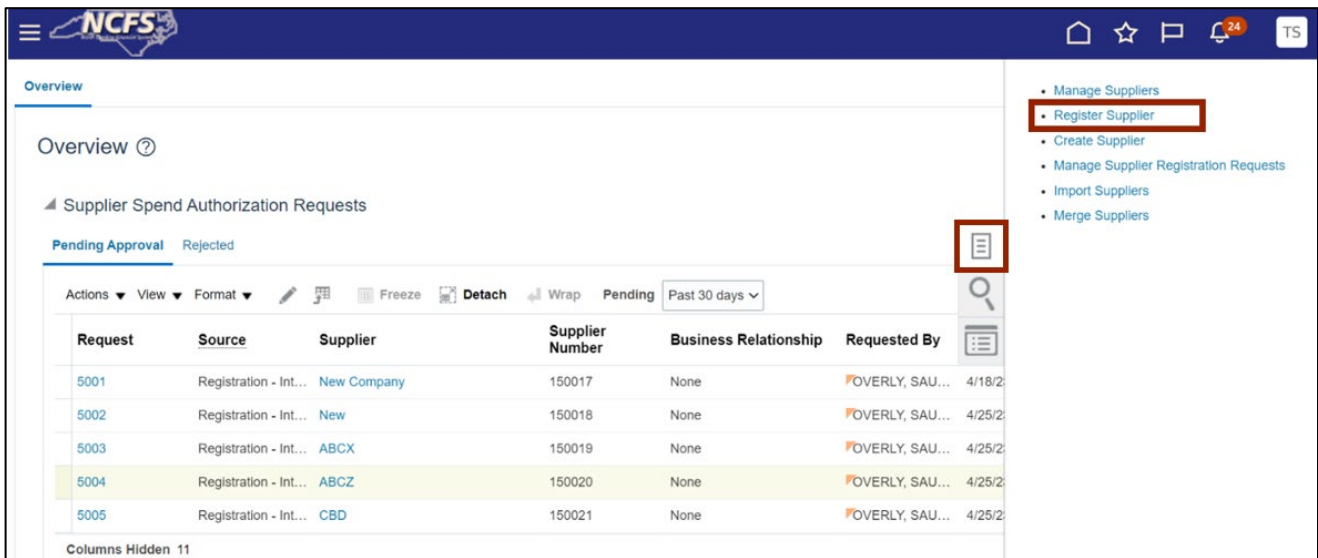 NCFS
24
TS
Overview
Overview
Supplier Spend Authorization Requests
Pending Approval Rejected
Actions View Format Freeze Detach Wrap Pending Past 30 days
Request Source Supplier Supplier Number Business Relationship Requested By
5001 Registration - Int... New Company 150017 None OVERLY, SAU... 4/18/2
5002 Registration - Int... New 150018 None OVERLY, SAU... 4/25/2
5003 Registration - Int... ABCX 150019 None OVERLY, SAU... 4/25/2
5004 Registration - Int... ABCZ 150020 None OVERLY, SAU... 4/25/2
5005 Registration - Int... CBD 150021 None OVERLY, SAU... 4/25/2
Columns Hidden 11
Manage Suppliers
Register Supplier
Create Supplier
Manage Supplier Registration Requests
Import Suppliers
Merge Suppliers